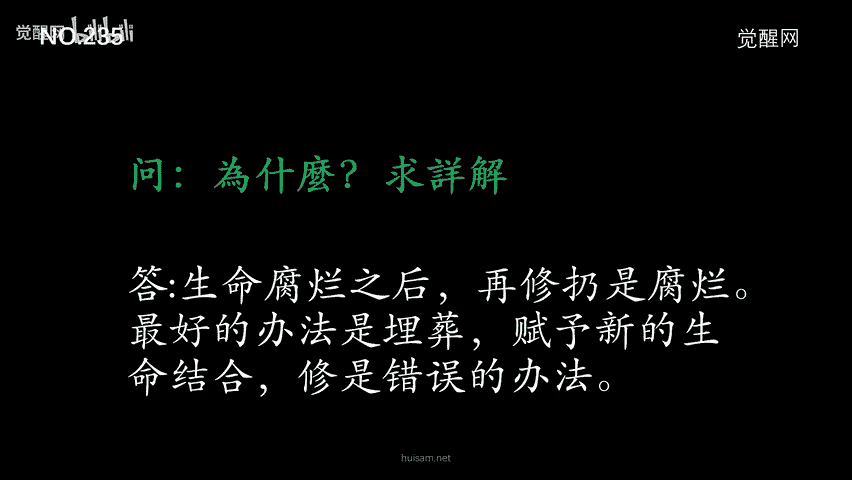 觉醒网
NO.235
觉醒网
问：為什麼？求詳解
答:生命腐烂之后，再修扔是腐烂。
最好的办法是埋葬，赋予新的生
命结合，修是错误的办法。
huisam.net